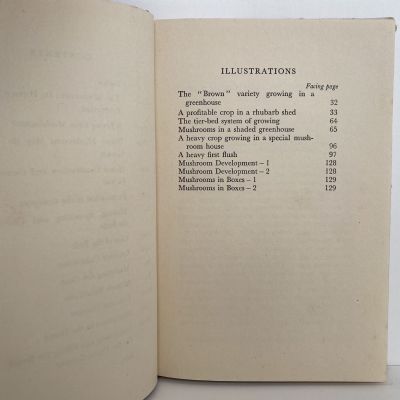 ILLUSTRATIONS
Facing page
The "Brown" variety growing in a
greenhouse 32
A profitable crop in a rhubarb shed 33
The tier-bed system of growing 64
Mushrooms in a shaded greenhouse 65
A heavy crop growing in a special mush-
room house 96
A heavy first flush 97
Mushroom Development – 1 128
Mushroom Development – 2 128
Mushrooms in Boxes – 1 129
Mushrooms in Boxes – 2 129